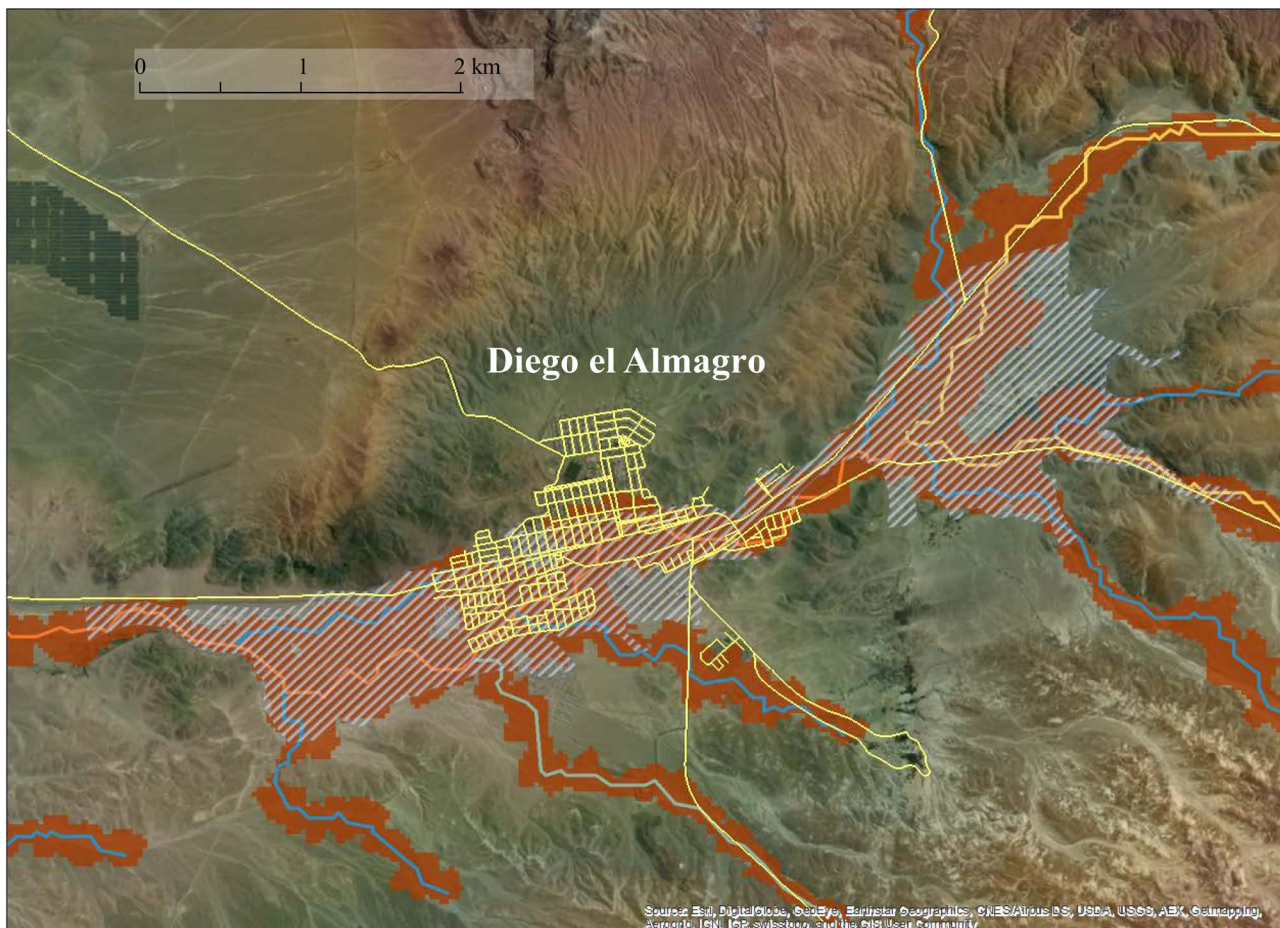 0 1 2 km
Diego el Almagro
Source: Esri, DigitalGlobe, GeoEye, Earthstar Geographics, CNES/Airbus DS, USDA, USGS, AEX, Getmapping,
Aerogrid, IGN, IGP, swisstopo, and the GIS User Community